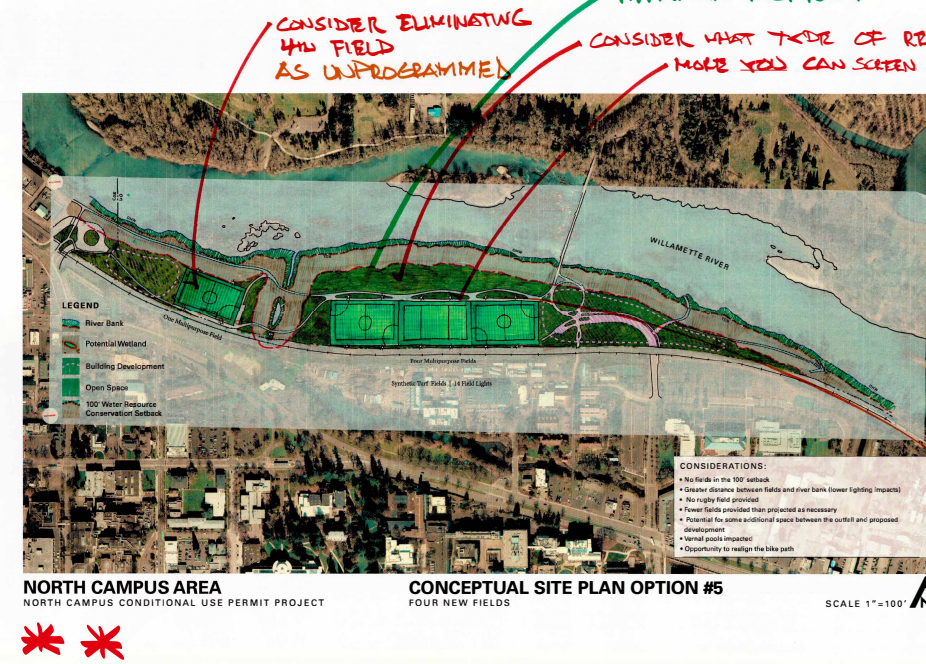 CONSIDER ELIMINATING
4TH FIELD
AS UNPROGRAMMED
CONSIDER WHAT OF RE
MORE YOU CAN SCREEN
WILLAMETTE RIVER
LEGEND
River Bank
Potential Wetland
Building Development
Open Space
100' Water Resource
Conservation Setback
One Multipurpose Field
Four Multipurpose Fields
Synthetic Turf Fields | 14 Field Lights
CONSIDERATIONS:
• No fields in the 100' setback
• Greater distance between fields and river bank (lower lighting impacts)
• No rugby field provided
• Fewer fields provided than projected as necessary
• Potential for some additional space between the outfall and proposed
development
• Vernal pools impacted
• Opportunity to realign the bike path
NORTH CAMPUS AREA
NORTH CAMPUS CONDITIONAL USE PERMIT PROJECT
CONCEPTUAL SITE PLAN OPTION #5
FOUR NEW FIELDS
SCALE 1"=100'